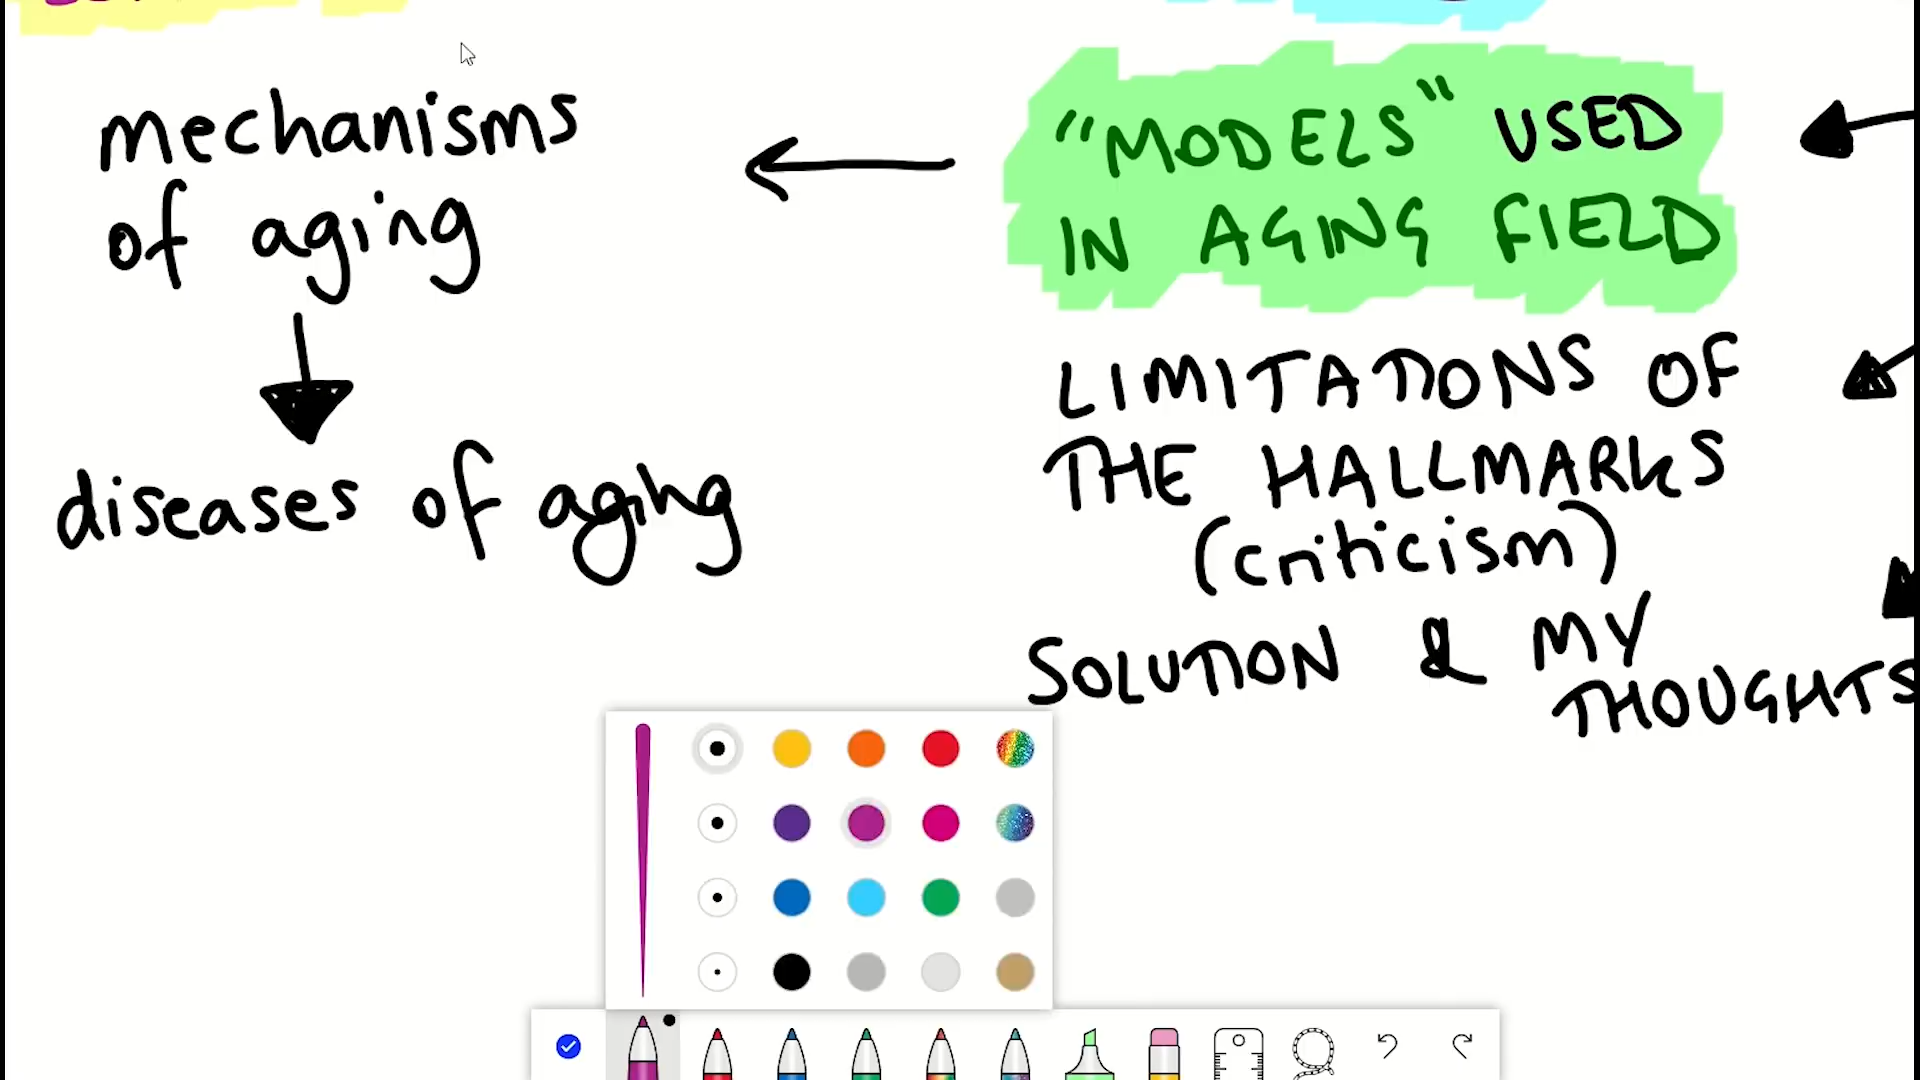 mechanisms
of aging
diseases of aging
"MODELS" USED
IN AGING FIELD
LIMITATIONS OF
THE HALLMARKS
(criticism)
SOLUTION & MY
THOUGHTS